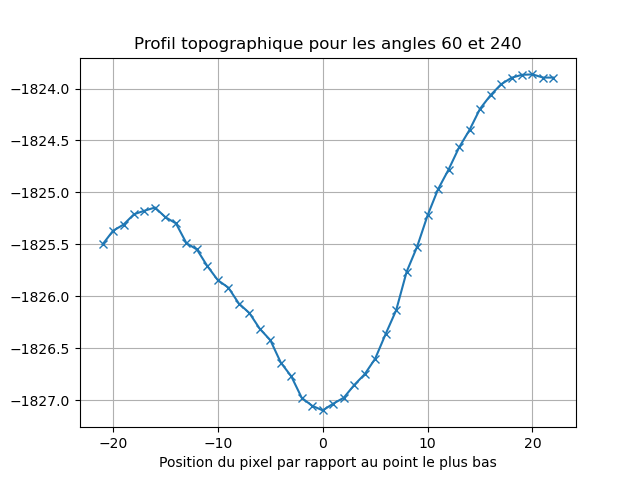 Profil topographique pour les angles 60 et 240
−1824.0
−1824.5
−1825.0
−1825.5
−1826.0
−1826.5
−1827.0
−20 −10 0 10 20
Position du pixel par rapport au point le plus bas